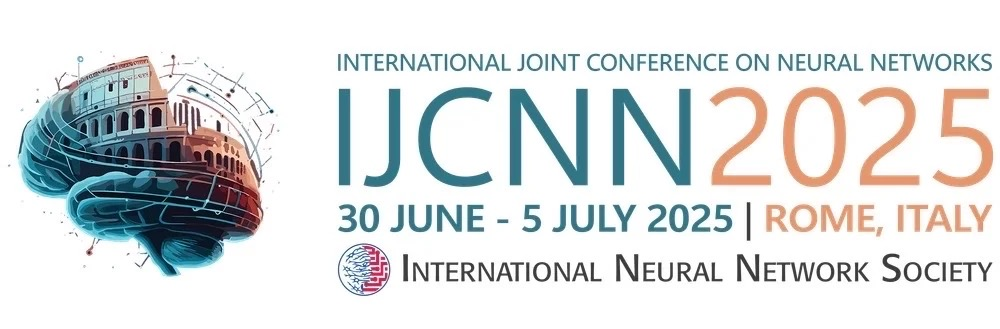 INTERNATIONAL JOINT CONFERENCE ON NEURAL NETWORKS
IJCNN2025
30 JUNE - 5 JULY 2025 | ROME, ITALY
INTERNATIONAL NEURAL NETWORK SOCIETY